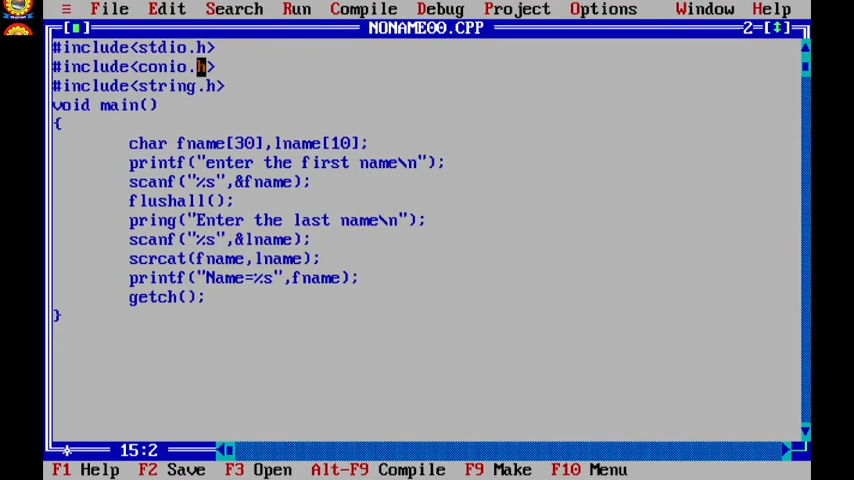 ≡ File Edit Search Run Compile Debug Project Options Window Help
NONAME00.CPP 2=[↕]
#include<stdio.h>
#include<conio.h>
#include<string.h>
void main()
{
char fname[30],lname[10];
printf("enter the first name\n");
scanf("%s",&fname);
flushall();
pring("Enter the last name\n");
scanf("%s",&lname);
scrcat(fname,lname);
printf("Name=%s",fname);
getch();
}
15:2
F1 Help F2 Save F3 Open Alt-F9 Compile F9 Make F10 Menu